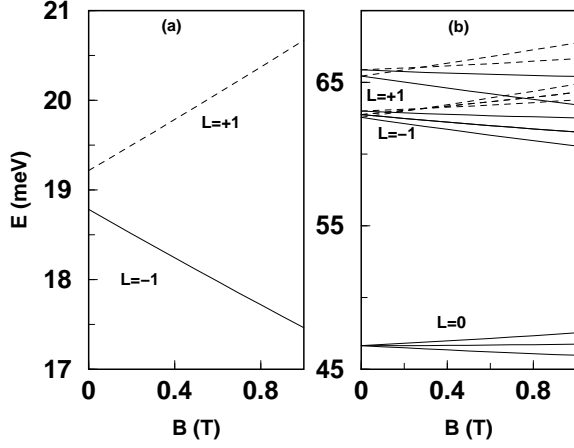 (a)
(b)
21
20
19
18
17
E (meV)
L=+1
L=−1
0
0.4
0.8
B (T)
65
55
45
L=+1
L=−1
L=0
0
0.4
0.8
B (T)